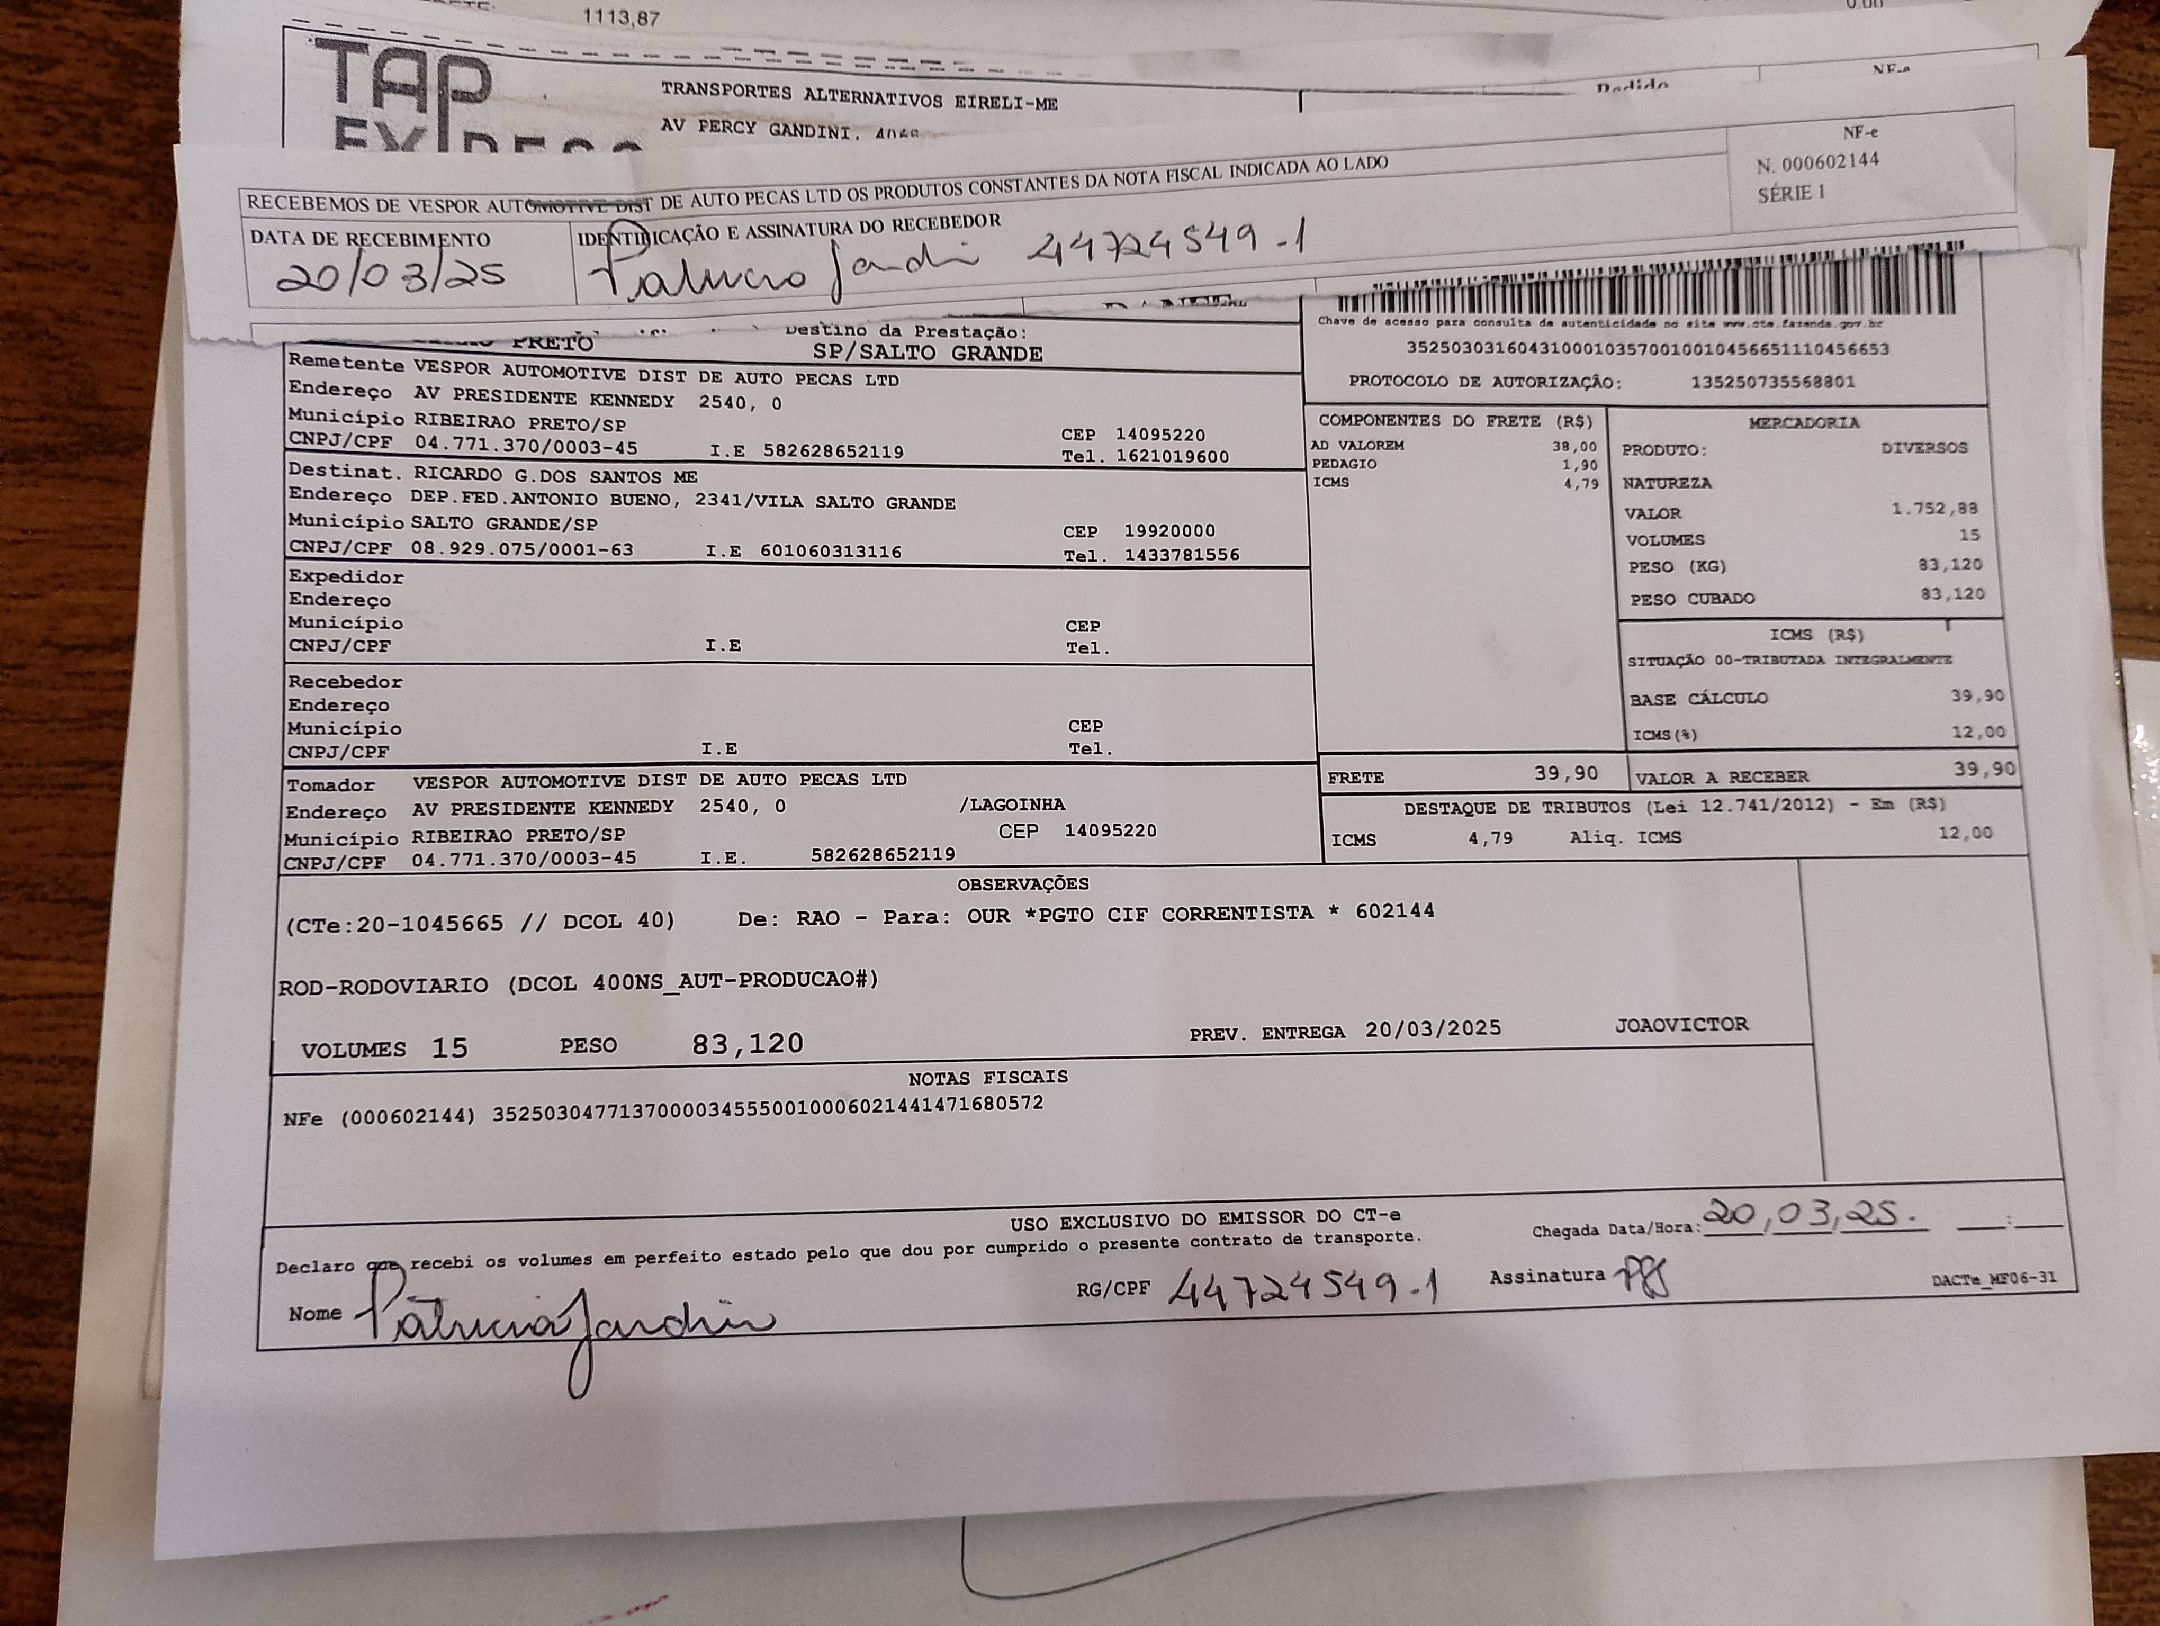 1113,87
TAP
TRANSPORTES ALTERNATIVOS EIRELI-ME
AV PERCY GANDINI,
Pedido NF-e
RECEBEMOS DE VESPOR AUTOMOTIVE DIST DE AUTO PECAS LTD OS PRODUTOS CONSTANTES DA NOTA FISCAL INDICADA AO LADO
NF-e
N. 000602144
SÉRIE 1
DATA DE RECEBIMENTO
20/03/25
IDENTIFICAÇÃO E ASSINATURA DO RECEBEDOR
Patricia Jardin 44724549-1
PRETO
Destino da Prestação:
SP/SALTO GRANDE
Remetente VESPOR AUTOMOTIVE DIST DE AUTO PECAS LTD
Endereço AV PRESIDENTE KENNEDY 2540, 0
Município RIBEIRAO PRETO/SP CEP 14095220
CNPJ/CPF 04.771.370/0003-45 I.E 582628652119 Tel. 1621019600
Destinat. RICARDO G.DOS SANTOS ME
Endereço DEP.FED.ANTONIO BUENO, 2341/VILA SALTO GRANDE
Município SALTO GRANDE/SP CEP 19920000
CNPJ/CPF 08.929.075/0001-63 I.E 601060313116 Tel. 1433781556
Expedidor
Endereço
Município CEP
CNPJ/CPF I.E Tel.
Recebedor
Endereço
Município CEP
CNPJ/CPF I.E Tel.
Tomador VESPOR AUTOMOTIVE DIST DE AUTO PECAS LTD
Endereço AV PRESIDENTE KENNEDY 2540, 0 /LAGOINHA
Município RIBEIRAO PRETO/SP CEP 14095220
CNPJ/CPF 04.771.370/0003-45 I.E. 582628652119
Chave de acesso para consulta de autenticidade no site www.cte.fazenda.gov.br
35250303160431000103570010010456651110456653
PROTOCOLO DE AUTORIZAÇÃO: 135250735568801
COMPONENTES DO FRETE (R$)
AD VALOREM 38,00
PEDAGIO 1,90
ICMS 4,79
MERCADORIA
PRODUTO: DIVERSOS
NATUREZA
VALOR 1.752,88
VOLUMES 15
PESO (KG) 83,120
PESO CUBADO 83,120
ICMS (R$)
SITUAÇÃO 00-TRIBUTADA INTEGRALMENTE
BASE CÁLCULO 39,90
ICMS(%) 12,00
FRETE 39,90 VALOR A RECEBER 39,90
DESTAQUE DE TRIBUTOS (Lei 12.741/2012) - Em (R$)
ICMS 4,79 Aliq. ICMS 12,00
OBSERVAÇÕES
(CTe:20-1045665 // DCOL 40) De: RAO - Para: OUR *PGTO CIF CORRENTISTA * 602144
ROD-RODOVIARIO (DCOL 400NS_AUT-PRODUCAO#)
VOLUMES 15 PESO 83,120 PREV. ENTREGA 20/03/2025 JOAOVICTOR
NOTAS FISCAIS
NFe (000602144) 35250304771370000345550010006021441471680572
USO EXCLUSIVO DO EMISSOR DO CT-e
Declaro que recebi os volumes em perfeito estado pelo que dou por cumprido o presente contrato de transporte. Chegada Data/Hora: 20,03,25. __:__
Nome Patricia Jardin RG/CPF 44724549-1 Assinatura PJS DACTe_MF06-31